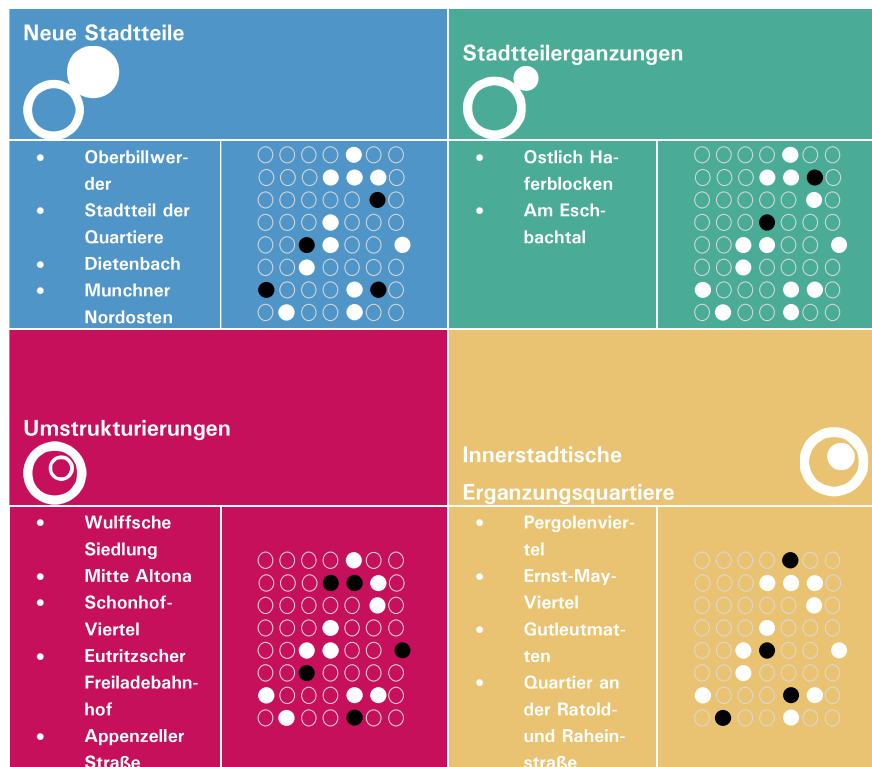 Neue Stadtteile
Stadtteilerganzungen
• Oberbillwer-
der
• Stadtteil der
Quartiere
• Dietenbach
• Munchner
Nordosten
• Ostlich Ha-
ferblocken
• Am Esch-
bachtal
Umstrukturierungen
Innerstadtische
Erganzungsquartiere
• Wulffsche
Siedlung
• Mitte Altona
• Schonhof-
Viertel
• Eutritzscher
Freiladebahn-
hof
• Appenzeller
Straße
• Pergolenvier-
tel
• Ernst-May-
Viertel
• Gutleutmat-
ten
• Quartier an
der Ratold-
und Rahein-
straße